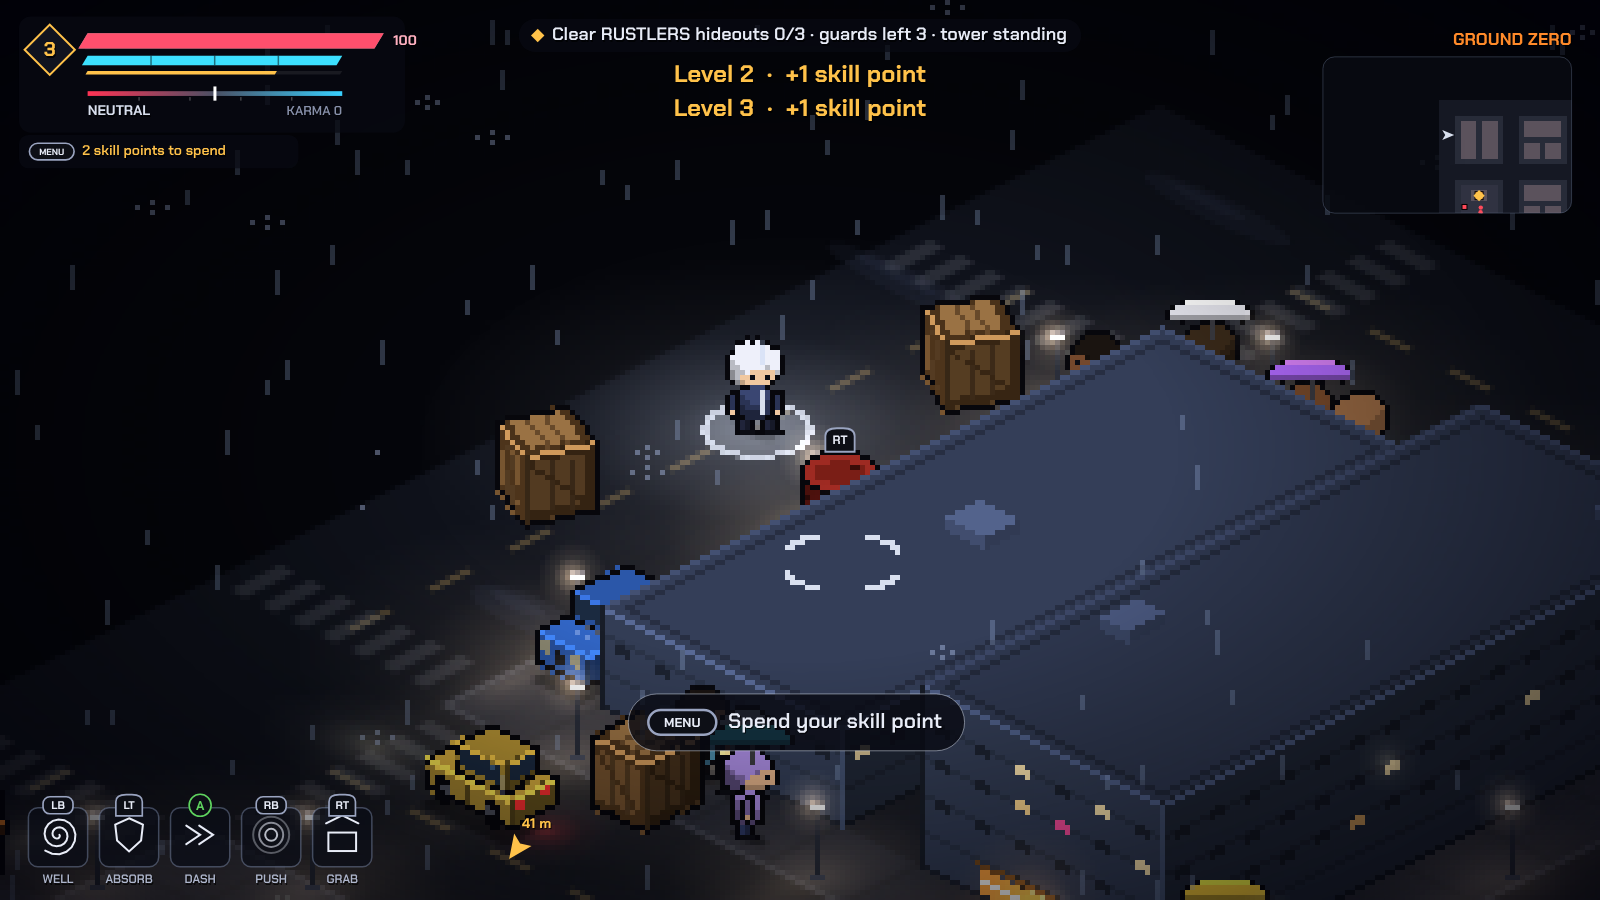 3
100
NEUTRAL
KARMA 0
MENU
2 skill points to spend
Clear RUSTLERS hideouts 0/3 · guards left 3 · tower standing
Level 2 · +1 skill point
Level 3 · +1 skill point
GROUND ZERO
RT
MENU
Spend your skill point
41 m
LB
LT
A
RB
RT
WELL
ABSORB
DASH
PUSH
GRAB